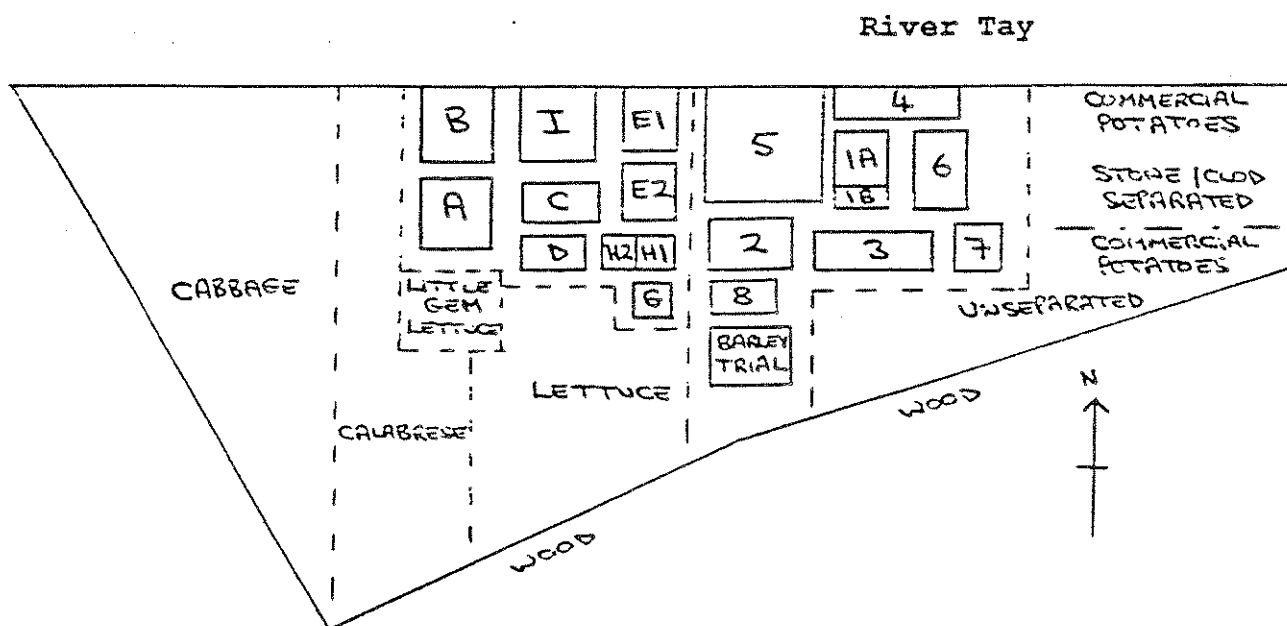 River Tay
B
I
E1
5
4
COMMERCIAL
POTATOES
1A
6
A
C
E2
1B
STONE/CLOD
SEPARATED
D
H2
H1
2
3
7
COMMERCIAL
POTATOES
CABBAGE
LITTLE
GEM
LETTUCE
G
8
UNSEPARATED
BARLEY
TRIAL
LETTUCE
WOOD
N
CALABRESE
WOOD